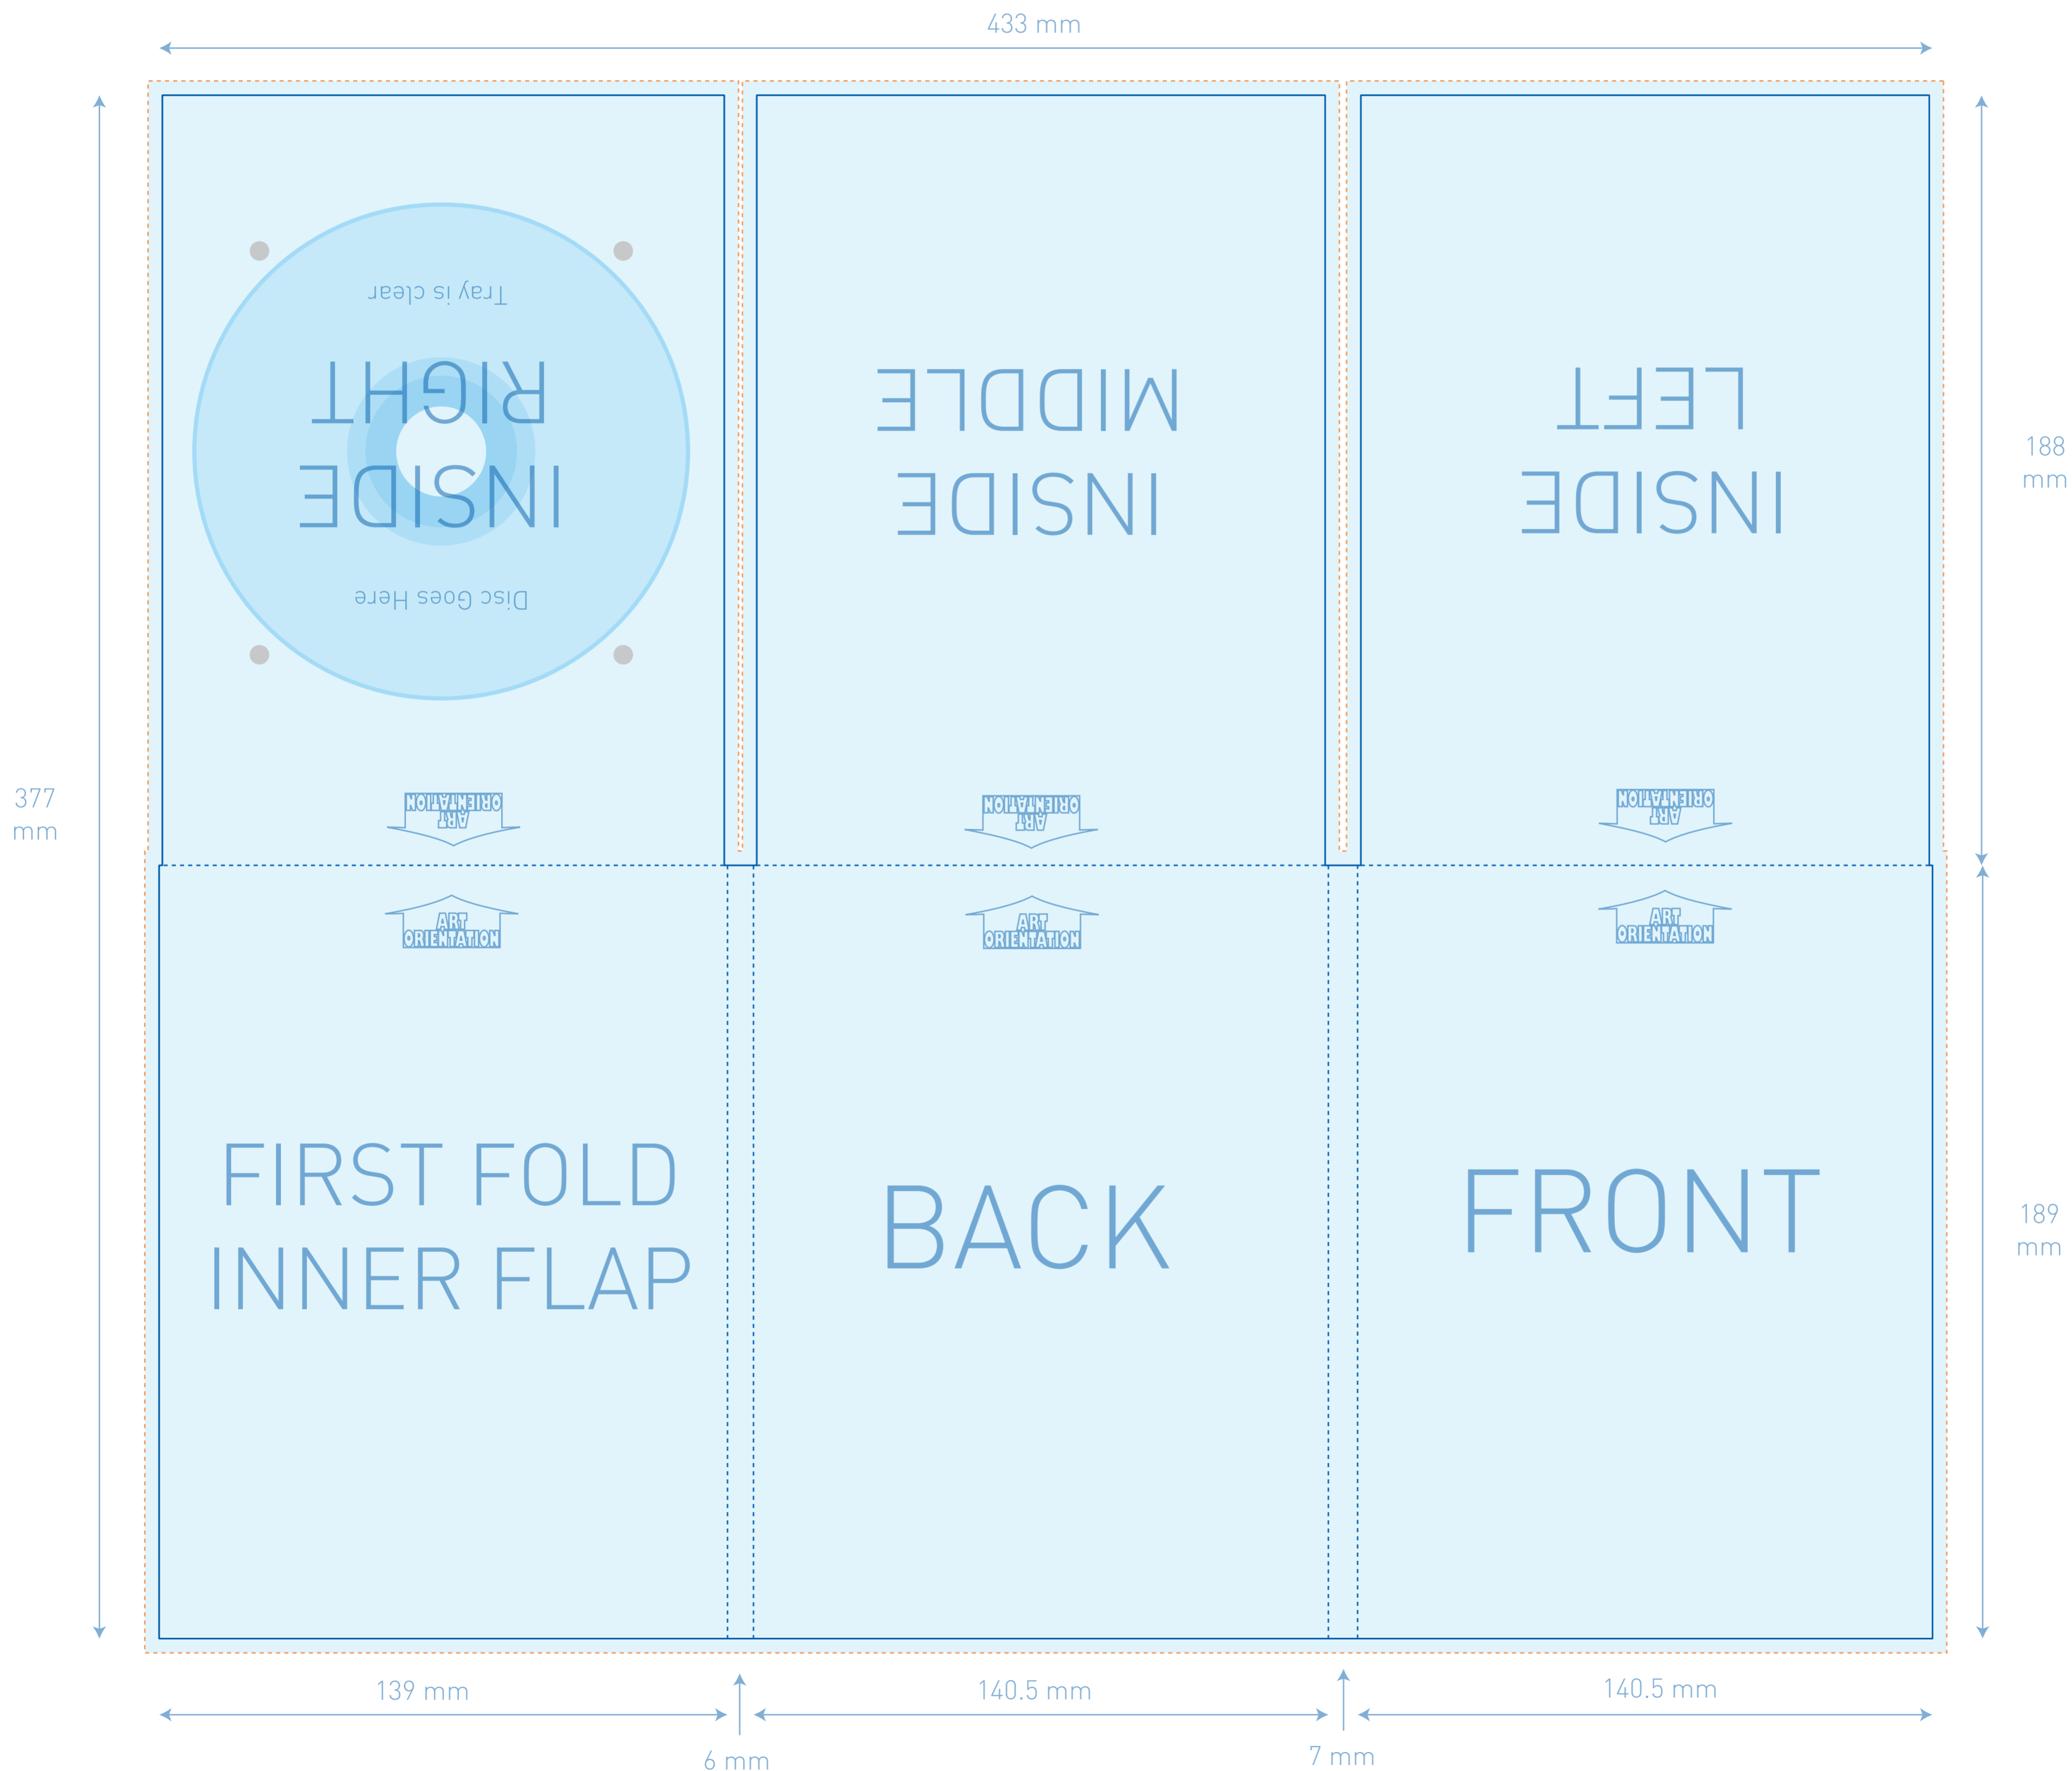 433 mm
Tray is clear
INSIDE
RIGHT
Disc Goes Here
INSIDE
MIDDLE
INSIDE
LEFT
188
mm
377
mm
ART
ORIENTATION
ART
ORIENTATION
ART
ORIENTATION
ART
ORIENTATION
ART
ORIENTATION
ART
ORIENTATION
FIRST FOLD
INNER FLAP
BACK
FRONT
189
mm
139 mm
6 mm
140.5 mm
7 mm
140.5 mm